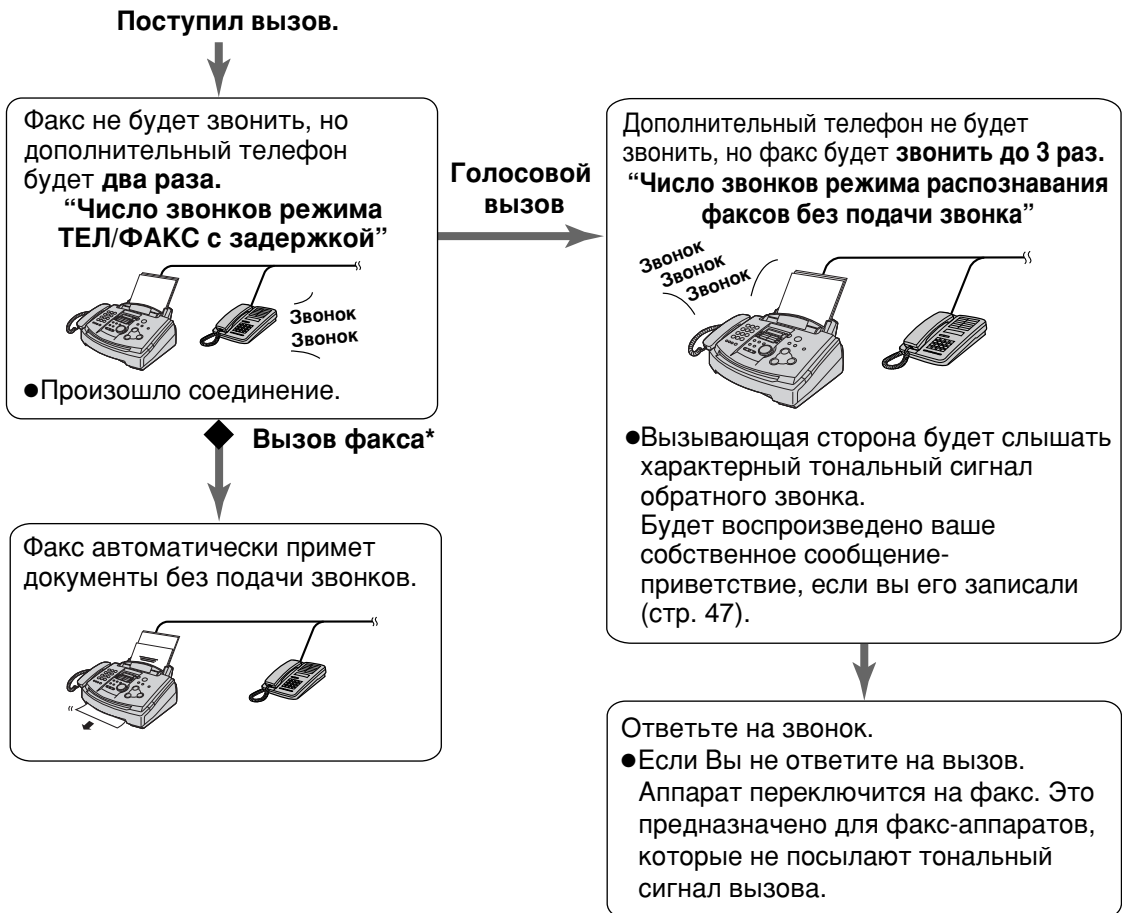 Поступил вызов.
Факс не будет звонить, но
дополнительный телефон
будет два раза.
“Число звонков режима
ТЕЛ/ФАКС с задержкой”
Звонок
Звонок
●Произошло соединение.
Голосовой
вызов
Дополнительный телефон не будет
звонить, но факс будет звонить до 3 раз.
“Число звонков режима распознавания
факсов без подачи звонка”
Звонок
Звонок
Звонок
●Вызывающая сторона будет слышать
характерный тональный сигнал
обратного звонка.
Будет воспроизведено ваше
собственное сообщение-
приветствие, если вы его записали
(стр. 47).
Вызов факса*
Факс автоматически примет
документы без подачи звонков.
Ответьте на звонок.
●Если Вы не ответите на вызов.
Аппарат переключится на факс. Это
предназначено для факс-аппаратов,
которые не посылают тональный
сигнал вызова.